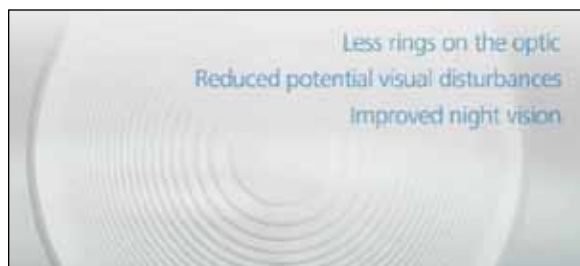 Less rings on the optic
Reduced potential visual disturbances
Improved night vision